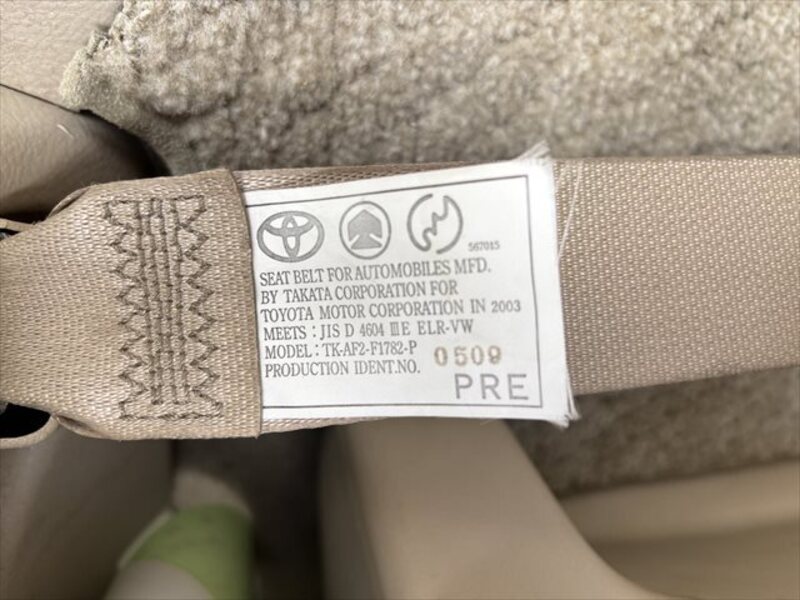 567015
SEAT BELT FOR AUTOMOBILES MFD.
BY TAKATA CORPORATION FOR
TOYOTA MOTOR CORPORATION IN 2003
MEETS : JIS D 4604 ⅢE ELR-VW
MODEL : TK-AF2-F1782-P
PRODUCTION IDENT.NO. 0509
PRE